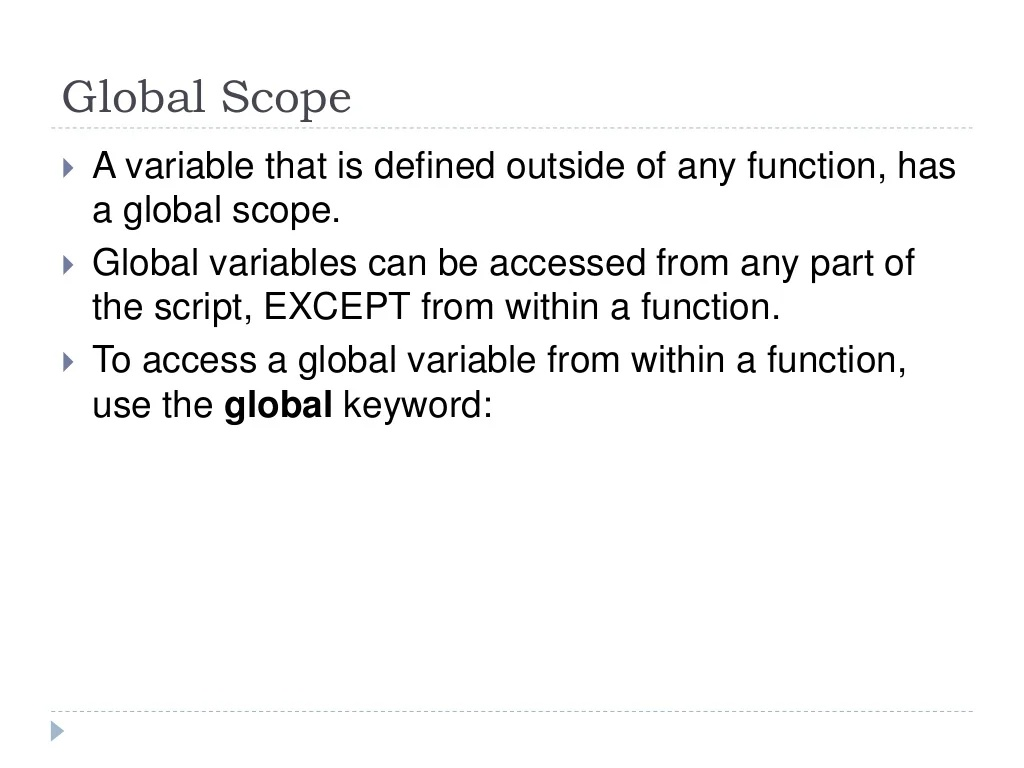 Global Scope
A variable that is defined outside of any function, has
a global scope.
Global variables can be accessed from any part of
the script, EXCEPT from within a function.
To access a global variable from within a function,
use the global keyword: